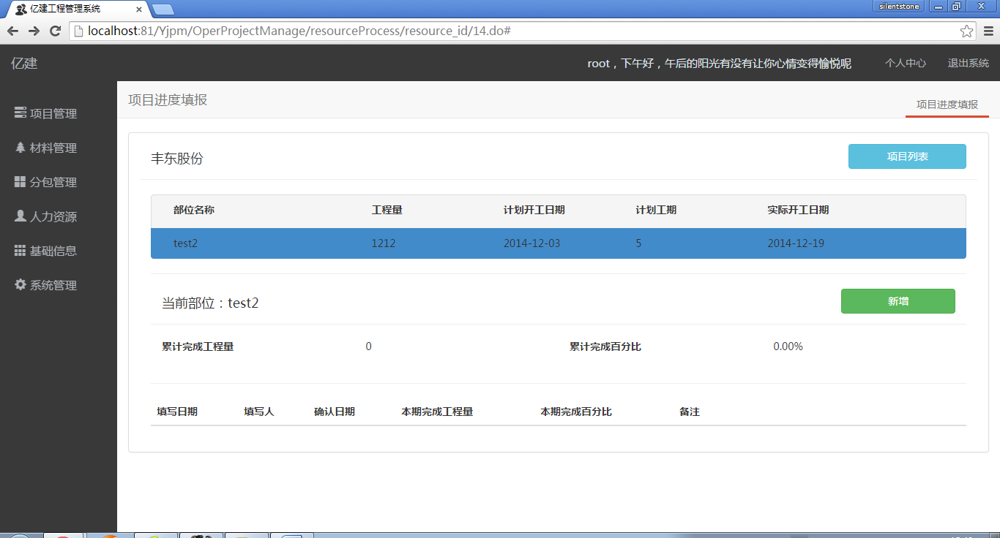 亿建工程管理系统
silentstone
localhost:81/Yjpm/OperProjectManage/resourceProcess/resource_id/14.do#
亿建 root，下午好，午后的阳光有没有让你心情变得愉悦呢 个人中心 退出系统
项目管理
材料管理
分包管理
人力资源
基础信息
系统管理
项目进度填报 项目进度填报
丰东股份 项目列表
部位名称 工程量 计划开工日期 计划工期 实际开工日期
test2 1212 2014-12-03 5 2014-12-19
当前部位：test2 新增
累计完成工程量 0 累计完成百分比 0.00%
填写日期 填写人 确认日期 本期完成工程量 本期完成百分比 备注